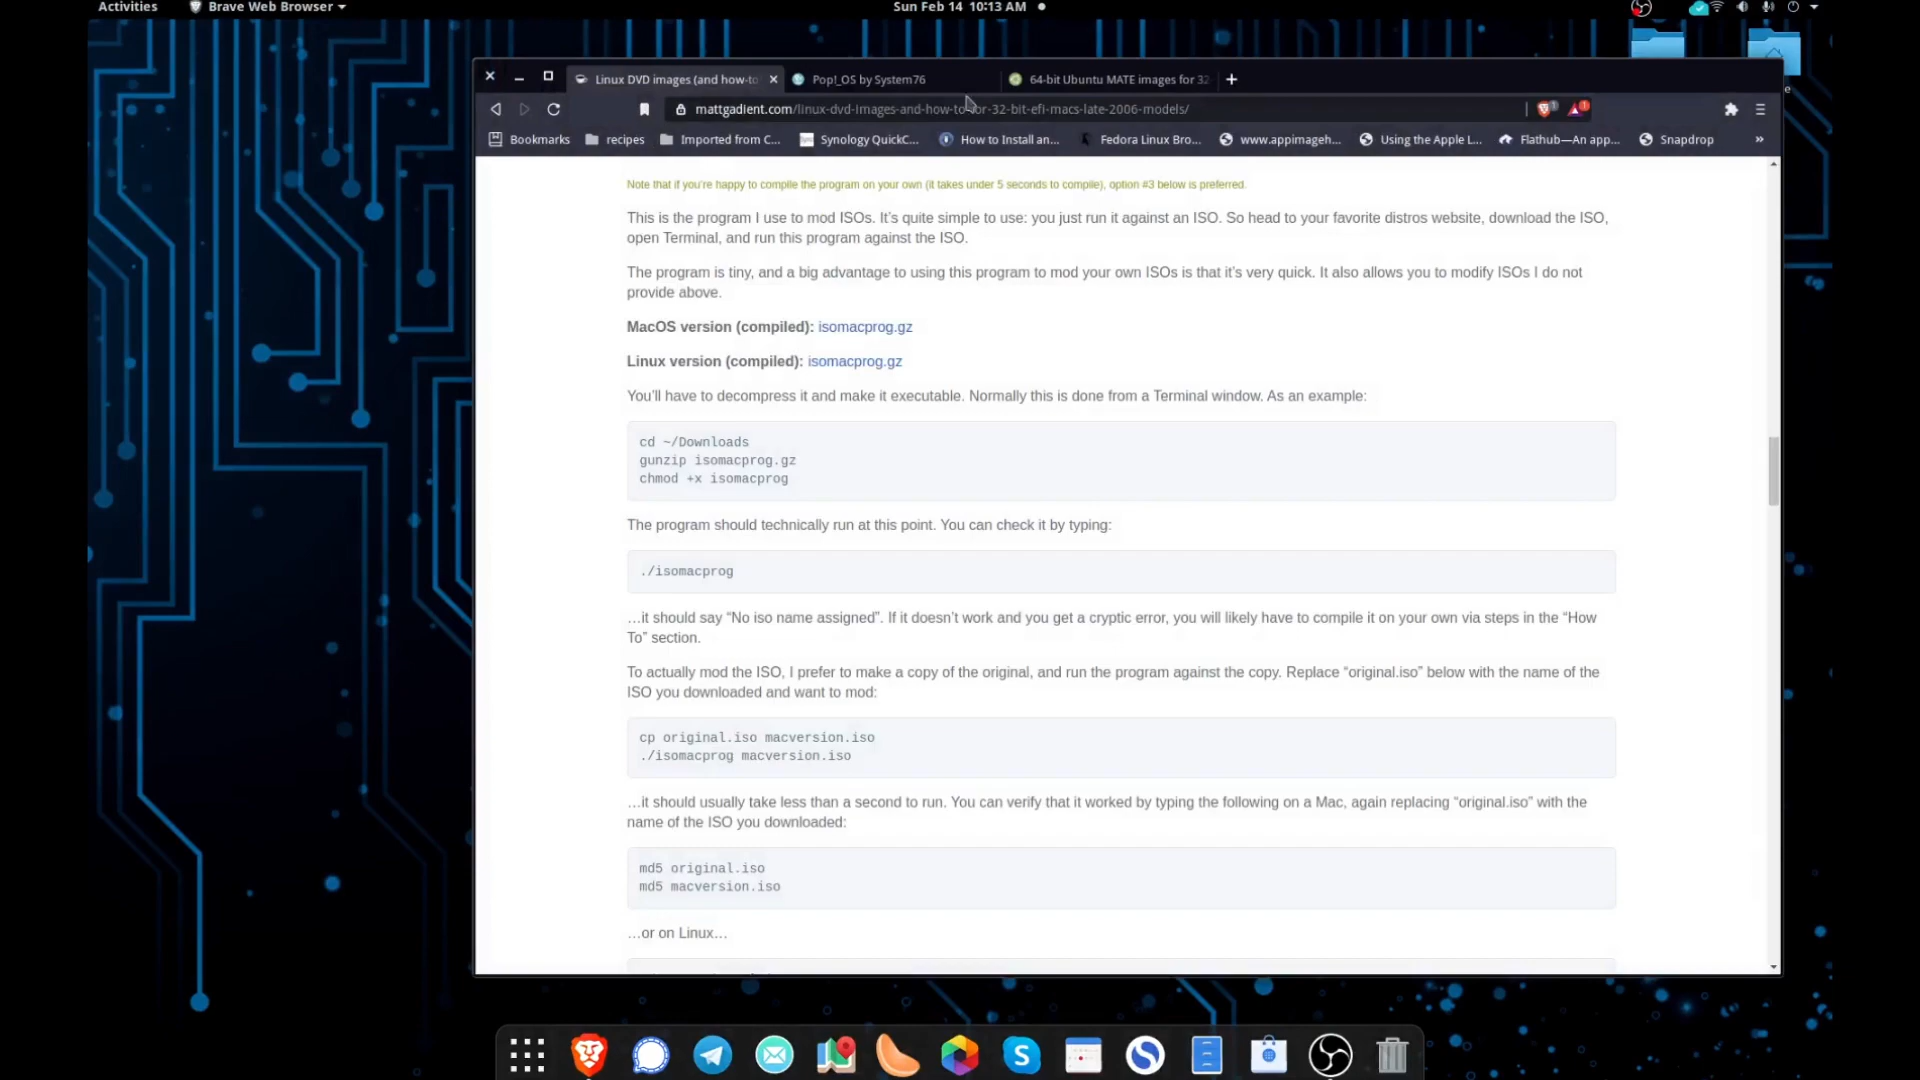 Activities Brave Web Browser Sun Feb 14 10:13 AM
Linux DVD images (and how-to Pop!_OS by System76 64-bit Ubuntu MATE images for 32
mattgadient.com/linux-dvd-images-and-how-to-for-32-bit-efi-macs-late-2006-models/
Bookmarks recipes Imported from C... Synology QuickC... How to Install an... Fedora Linux Bro... www.appimageh... Using the Apple L... Flathub—An app... Snapdrop »
Note that if you're happy to compile the program on your own (it takes under 5 seconds to compile), option #3 below is preferred.
This is the program I use to mod ISOs. It's quite simple to use: you just run it against an ISO. So head to your favorite distros website, download the ISO,
open Terminal, and run this program against the ISO.
The program is tiny, and a big advantage to using this program to mod your own ISOs is that it's very quick. It also allows you to modify ISOs I do not
provide above.
MacOS version (compiled): isomacprog.gz
Linux version (compiled): isomacprog.gz
You'll have to decompress it and make it executable. Normally this is done from a Terminal window. As an example:
cd ~/Downloads
gunzip isomacprog.gz
chmod +x isomacprog
The program should technically run at this point. You can check it by typing:
./isomacprog
…it should say “No iso name assigned”. If it doesn't work and you get a cryptic error, you will likely have to compile it on your own via steps in the “How
To” section.
To actually mod the ISO, I prefer to make a copy of the original, and run the program against the copy. Replace “original.iso” below with the name of the
ISO you downloaded and want to mod:
cp original.iso macversion.iso
./isomacprog macversion.iso
…it should usually take less than a second to run. You can verify that it worked by typing the following on a Mac, again replacing “original.iso” with the
name of the ISO you downloaded:
md5 original.iso
md5 macversion.iso
…or on Linux…